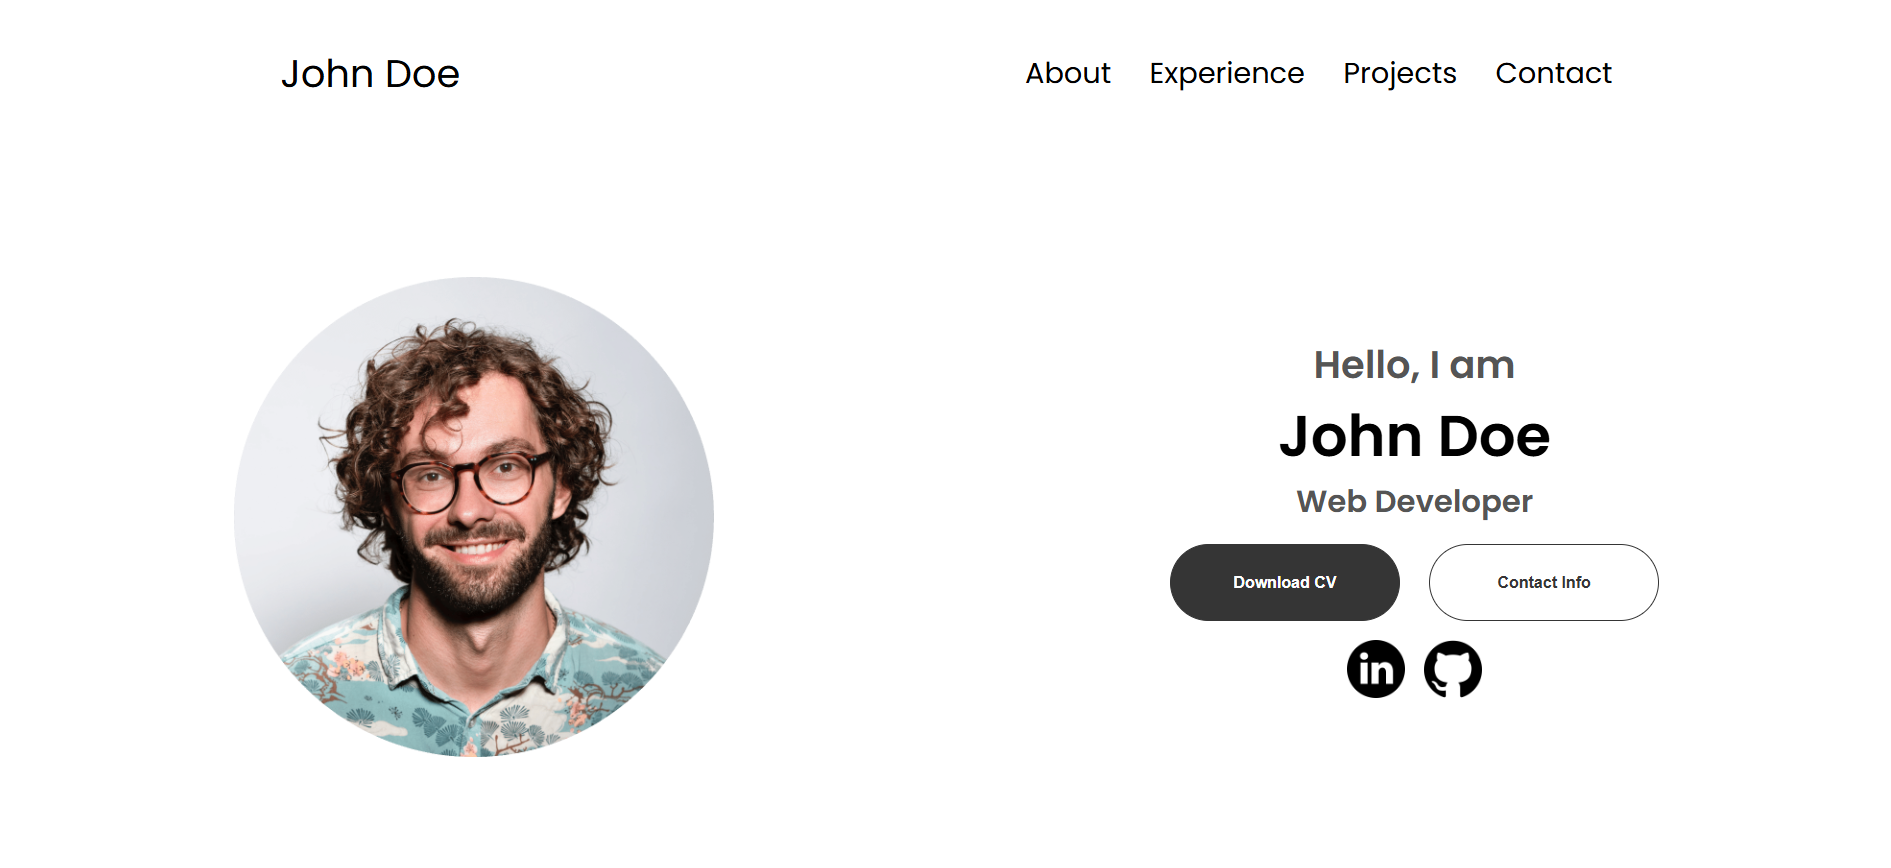 John Doe
About Experience Projects Contact
Hello, I am
John Doe
Web Developer
Download CV
Contact Info
in